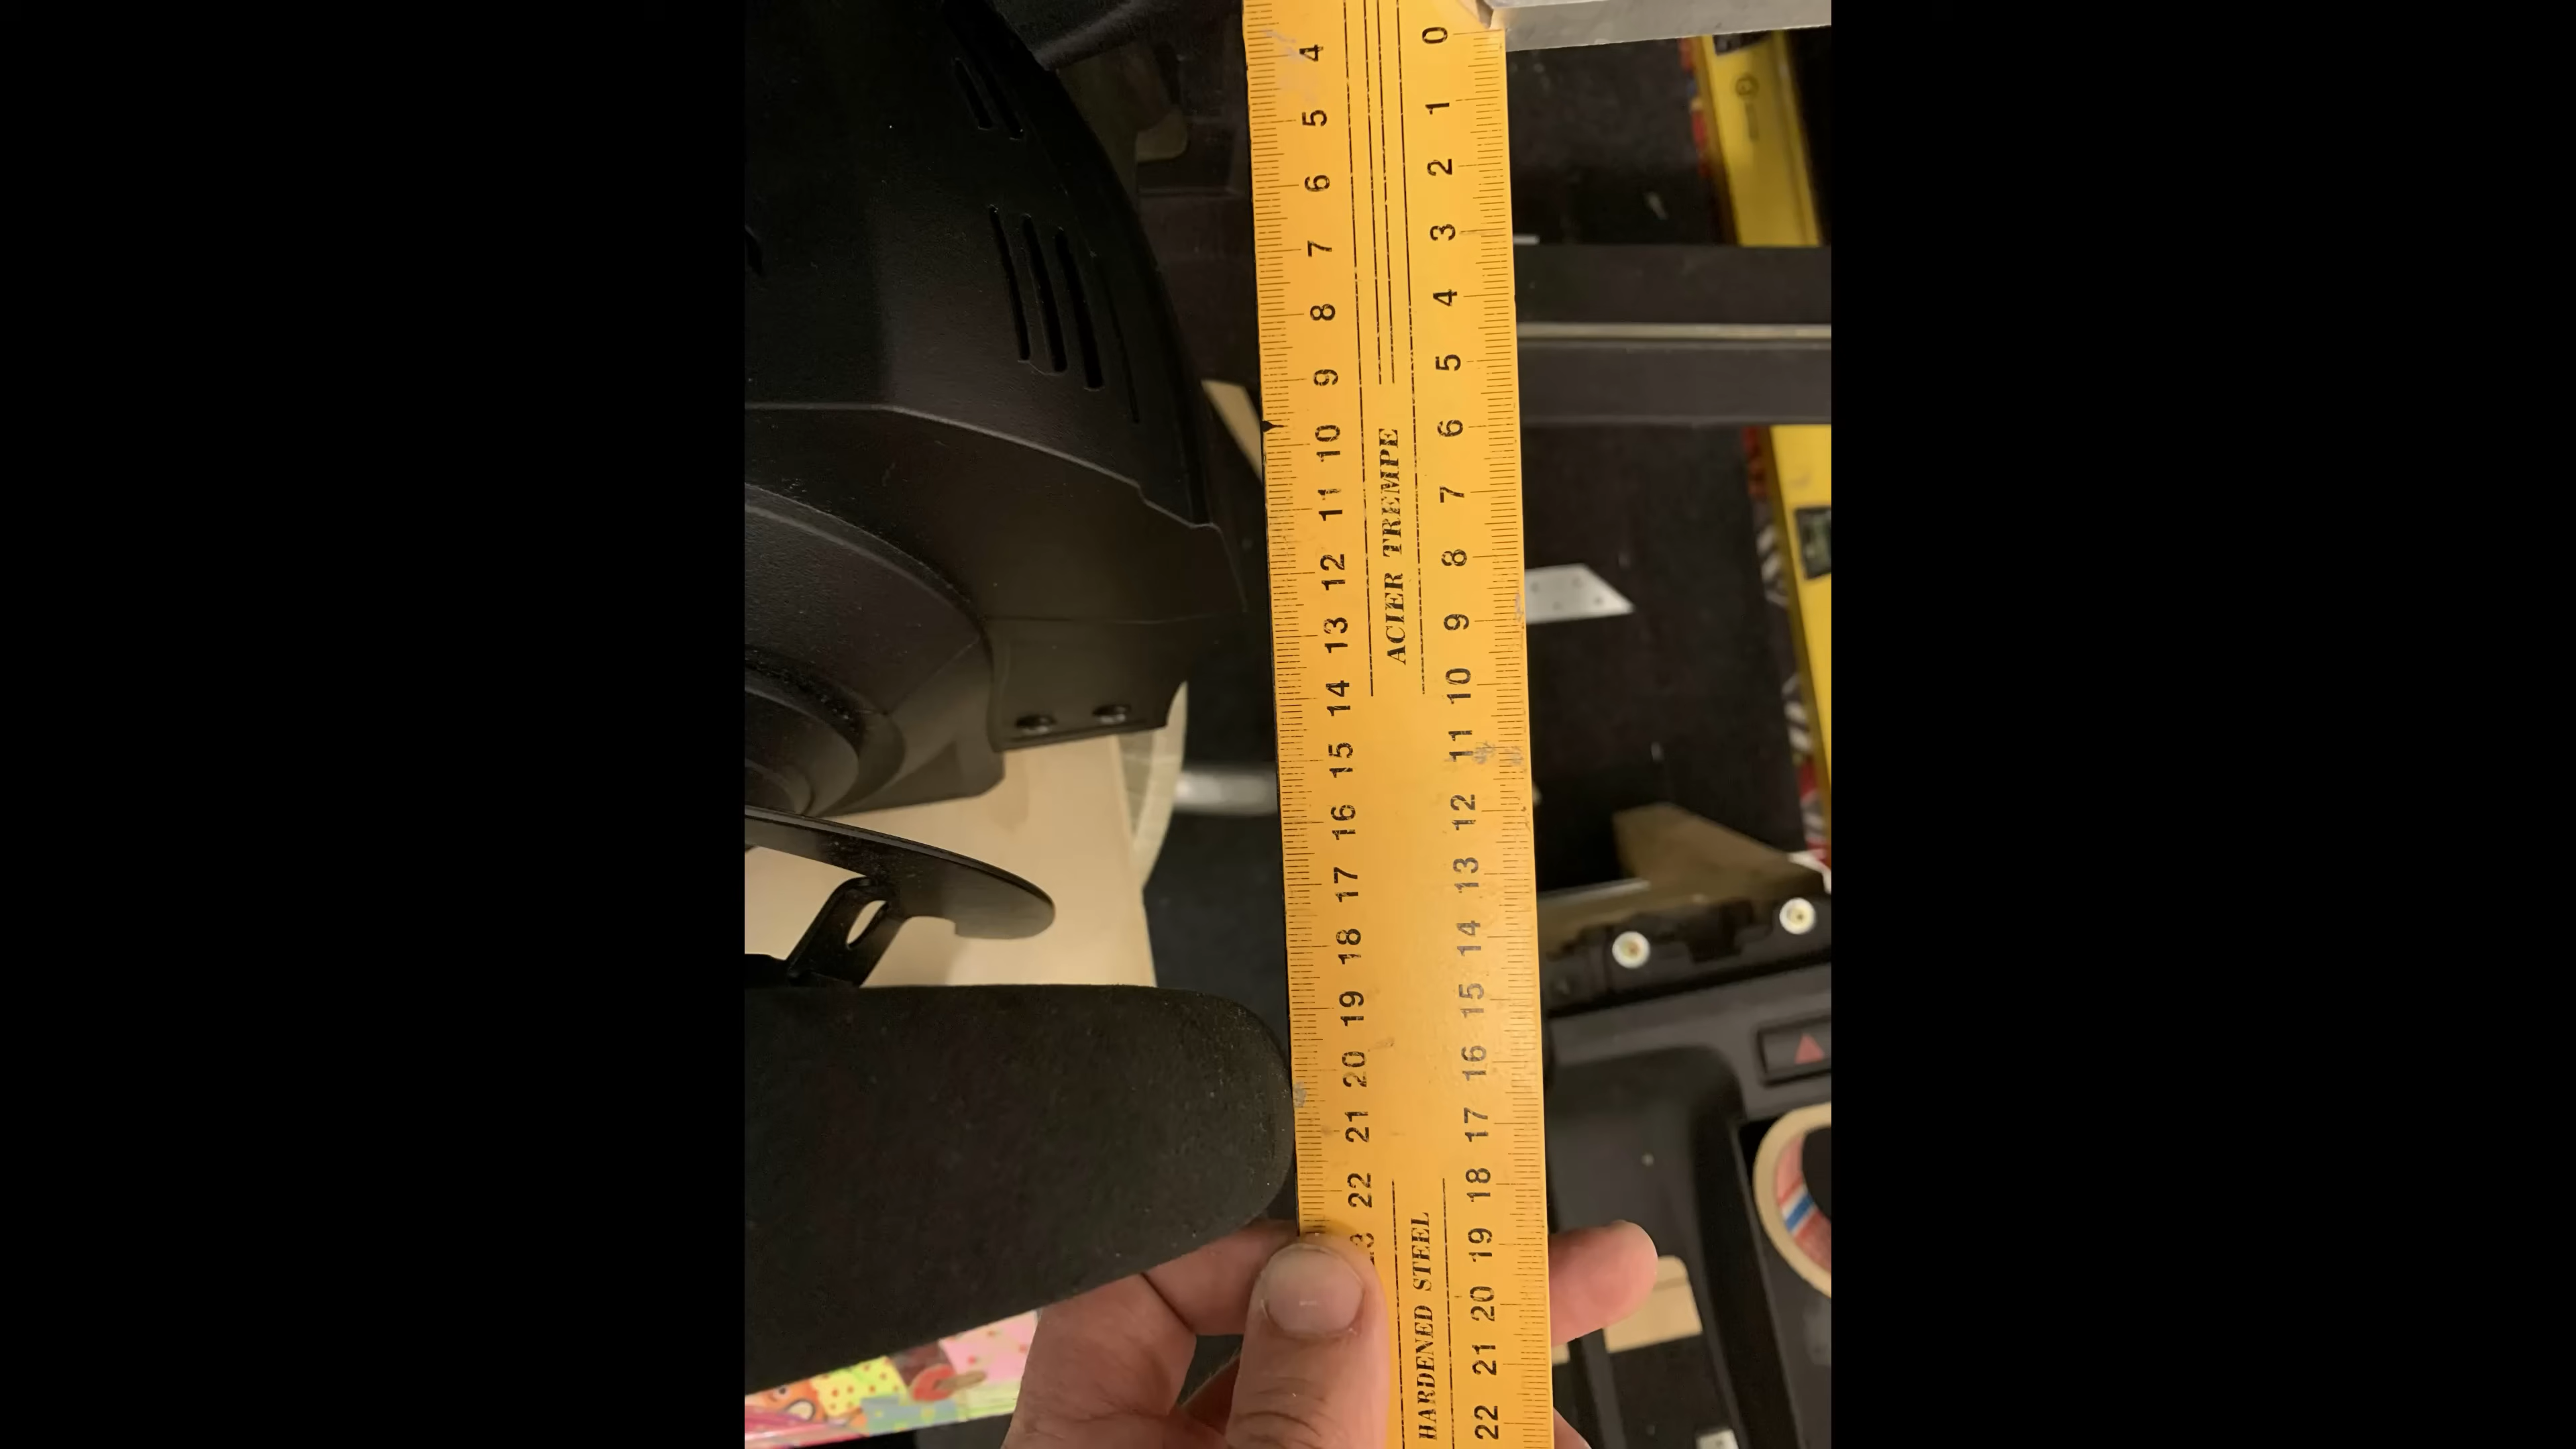 4 5 6 7 8 9 10 11 12 13 14 15 16 17 18 19 20 21 22
ACIER TREMPE
HARDENED STEEL
0 1 2 3 4 5 6 7 8 9 10 11 12 13 14 15 16 17 18 19 20 21 22